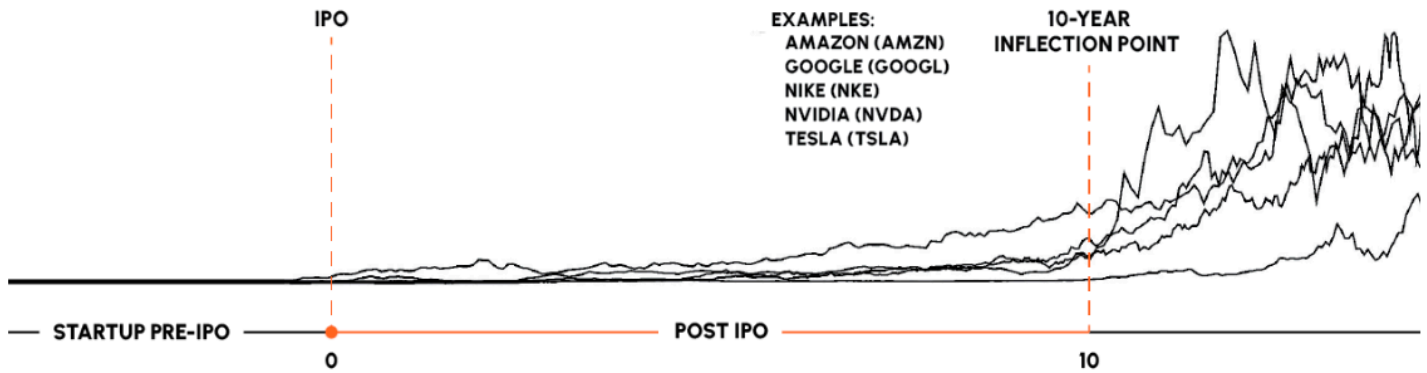 IPO
EXAMPLES:
AMAZON (AMZN)
GOOGLE (GOOGL)
NIKE (NKE)
NVIDIA (NVDA)
TESLA (TSLA)
10-YEAR
INFLECTION POINT
STARTUP PRE-IPO
POST IPO
0
10